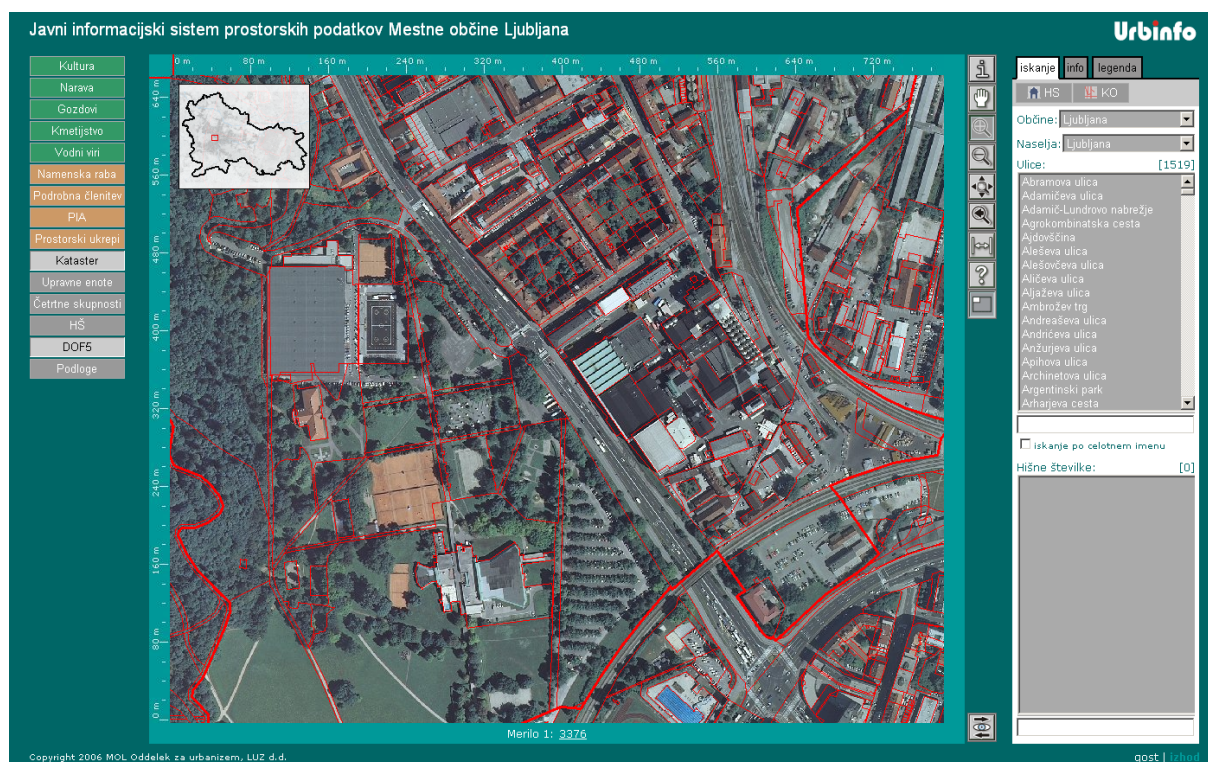 Javni informacijski sistem prostorskih podatkov Mestne občine Ljubljana
Urbinfo
Kultura
Narava
Gozdovi
Kmetijstvo
Vodni viri
Namenska raba
Podrobna členitev
PIA
Prostorski ukrepi
Kataster
Upravne enote
Četrtne skupnosti
HŠ
DOF5
Podloge
0 m 80 m 160 m 240 m 320 m 400 m 480 m 560 m 640 m 720 m
640 m
560 m
480 m
400 m
320 m
240 m
160 m
80 m
0 m
Merilo 1: 3376
iskanje info legenda
HS KO
Občine: Ljubljana
Naselja: Ljubljana
Ulice: [1519]
Abramova ulica
Adamičeva ulica
Adamič-Lundrovo nabrežje
Agrokombinatska cesta
Ajdovščina
Aleševa ulica
Alešovčeva ulica
Aličeva ulica
Aljaževa ulica
Ambrožev trg
Andreaševa ulica
Andričeva ulica
Anžurjeva ulica
Apihova ulica
Archinetova ulica
Argentinski park
Arharjeva cesta
iskanje po celotnem imenu
Hišne številke: [0]
Copyright 2006 MOL Oddelek za urbanizem, LUZ d.d.
gost | izhod